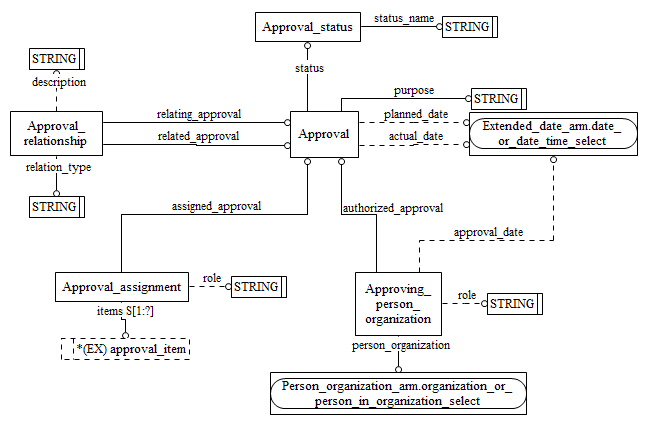 status_name
Approval_status
STRING
STRING
status
description
purpose
STRING
relating_approval
planned_date
Approval_
relationship
Approval
Extended_date_arm.date_
or_date_time_select
related_approval
actual_date
relation_type
STRING
assigned_approval
authorized_approval
approval_date
Approval_assignment
role
STRING
Approving_
person_
organization
role
STRING
items S[1:?]
*(EX) approval_item
person_organization
Person_organization_arm.organization_or_
person_in_organization_select